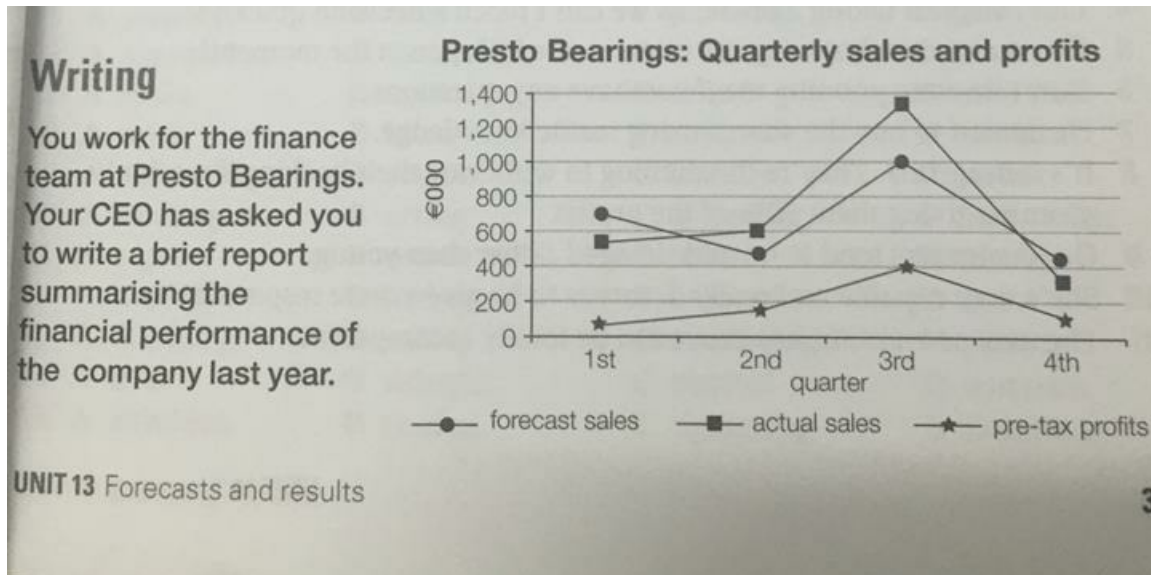 Writing
You work for the finance
team at Presto Bearings.
Your CEO has asked you
to write a brief report
summarising the
financial performance of
the company last year.
Presto Bearings: Quarterly sales and profits
€000
1,400
1,200
1,000
800
600
400
200
0
1st 2nd 3rd 4th
quarter
forecast sales actual sales pre-tax profits
UNIT 13 Forecasts and results